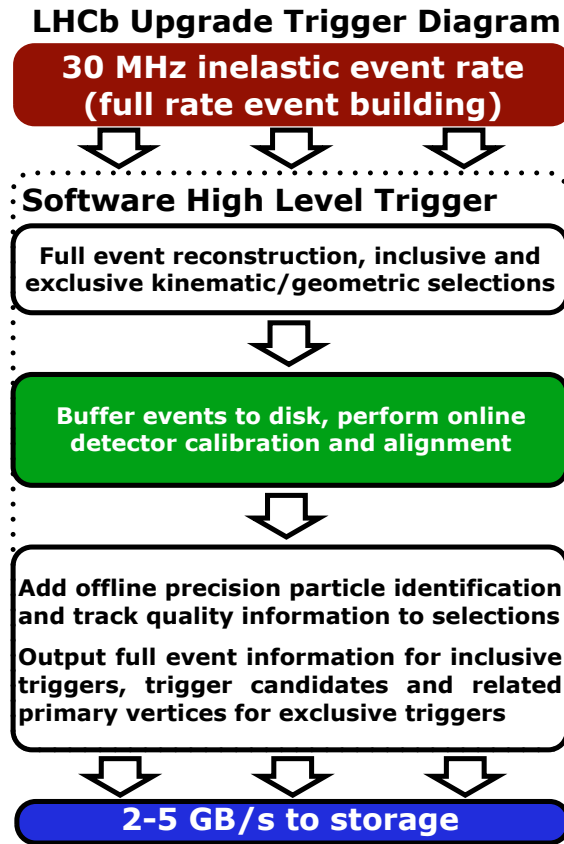 LHCb Upgrade Trigger Diagram
30 MHz inelastic event rate
(full rate event building)
Software High Level Trigger
Full event reconstruction, inclusive and
exclusive kinematic/geometric selections
Buffer events to disk, perform online
detector calibration and alignment
Add offline precision particle identification
and track quality information to selections
Output full event information for inclusive
triggers, trigger candidates and related
primary vertices for exclusive triggers
2-5 GB/s to storage